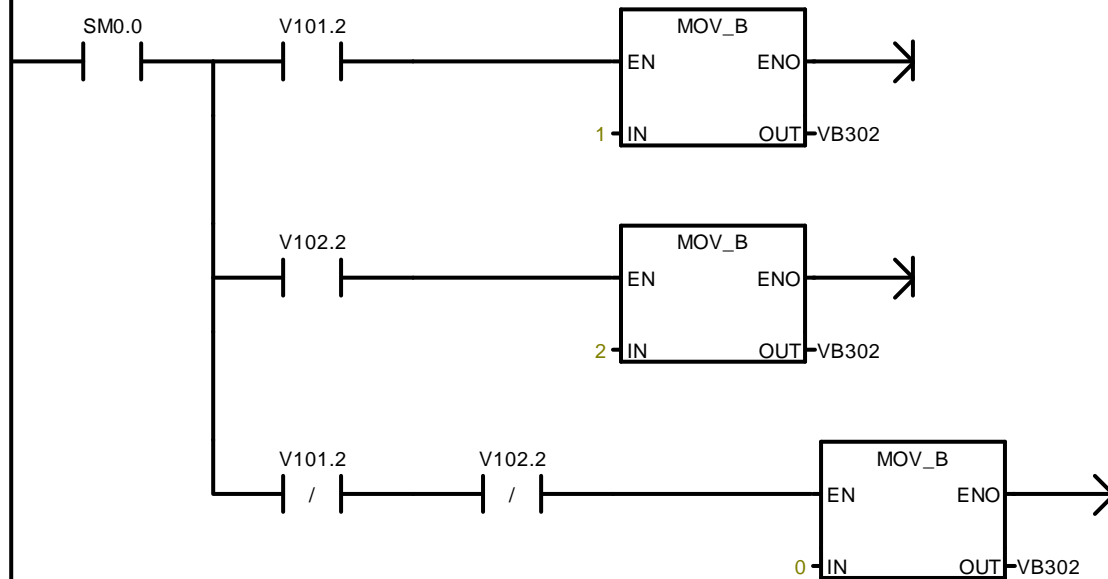 SM0.0 V101.2 MOV_B
EN ENO
1 IN OUT VB302
V102.2 MOV_B
EN ENO
2 IN OUT VB302
V101.2 V102.2 MOV_B
/ / EN ENO
0 IN OUT VB302